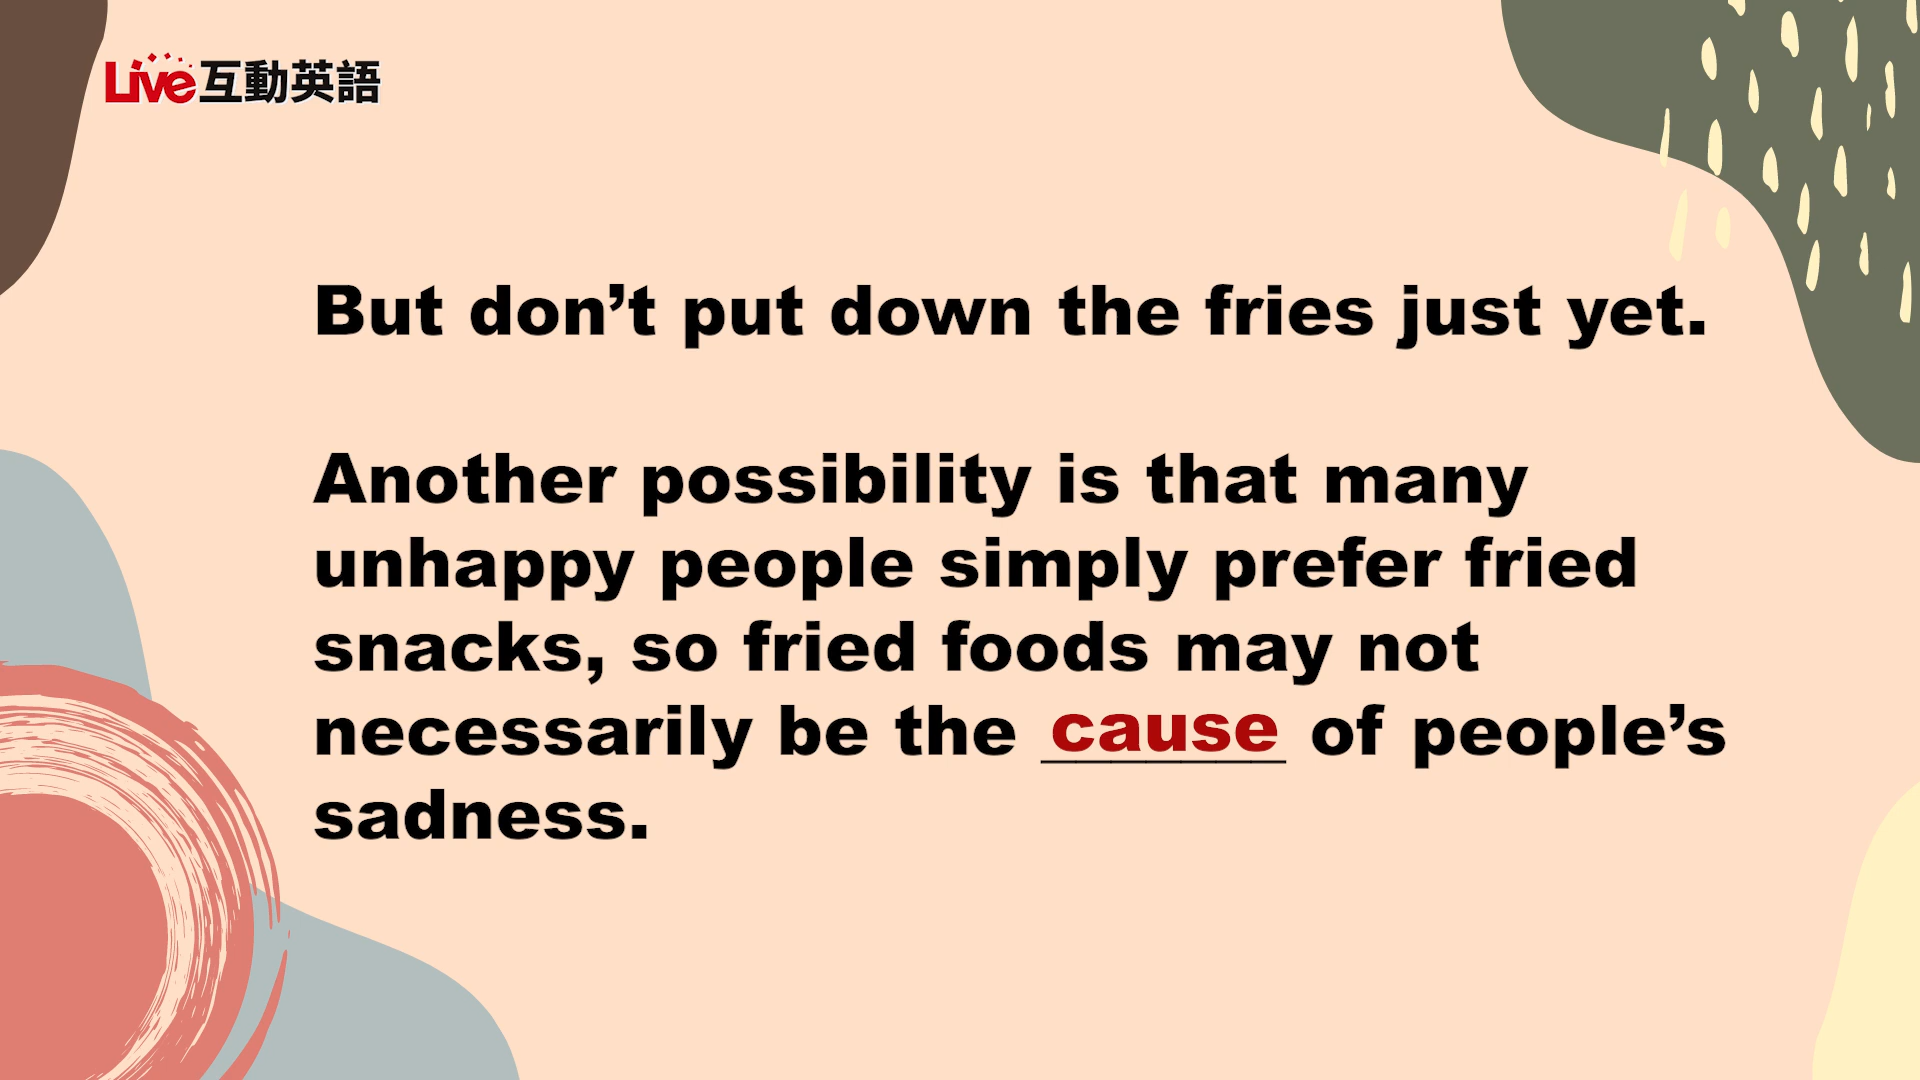 Live互動英語
But don’t put down the fries just yet.
Another possibility is that many
unhappy people simply prefer fried
snacks, so fried foods may not
necessarily be the cause of people’s
sadness.